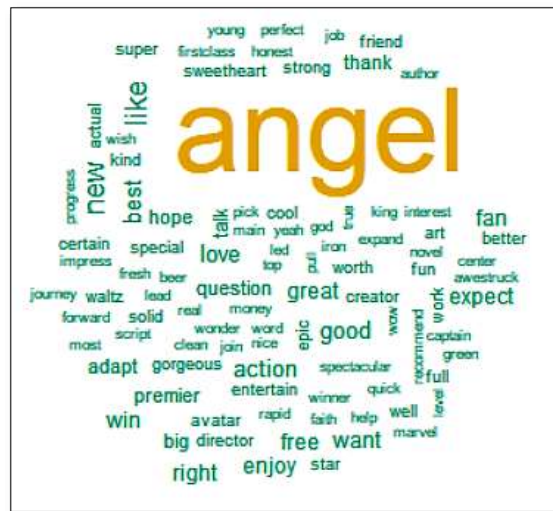 young perfect job friend
super firstclass honest
sweetheart strong thank author
angel
actual like
wish
kind
progress new best
hope talk pick cool true king interest fan
main yeah god art better
certain special love led iron expand novel
impress top pull worth fun center
fresh beer awestruck
journey waltz lead question great creator work expect
forward solid real money
script wonder word epic good wow recommend captain
most clean join nice green
adapt gorgeous action spectacular full
premier entertain winner quick level
win avatar rapid faith help well
big director free want marvel
right enjoy star